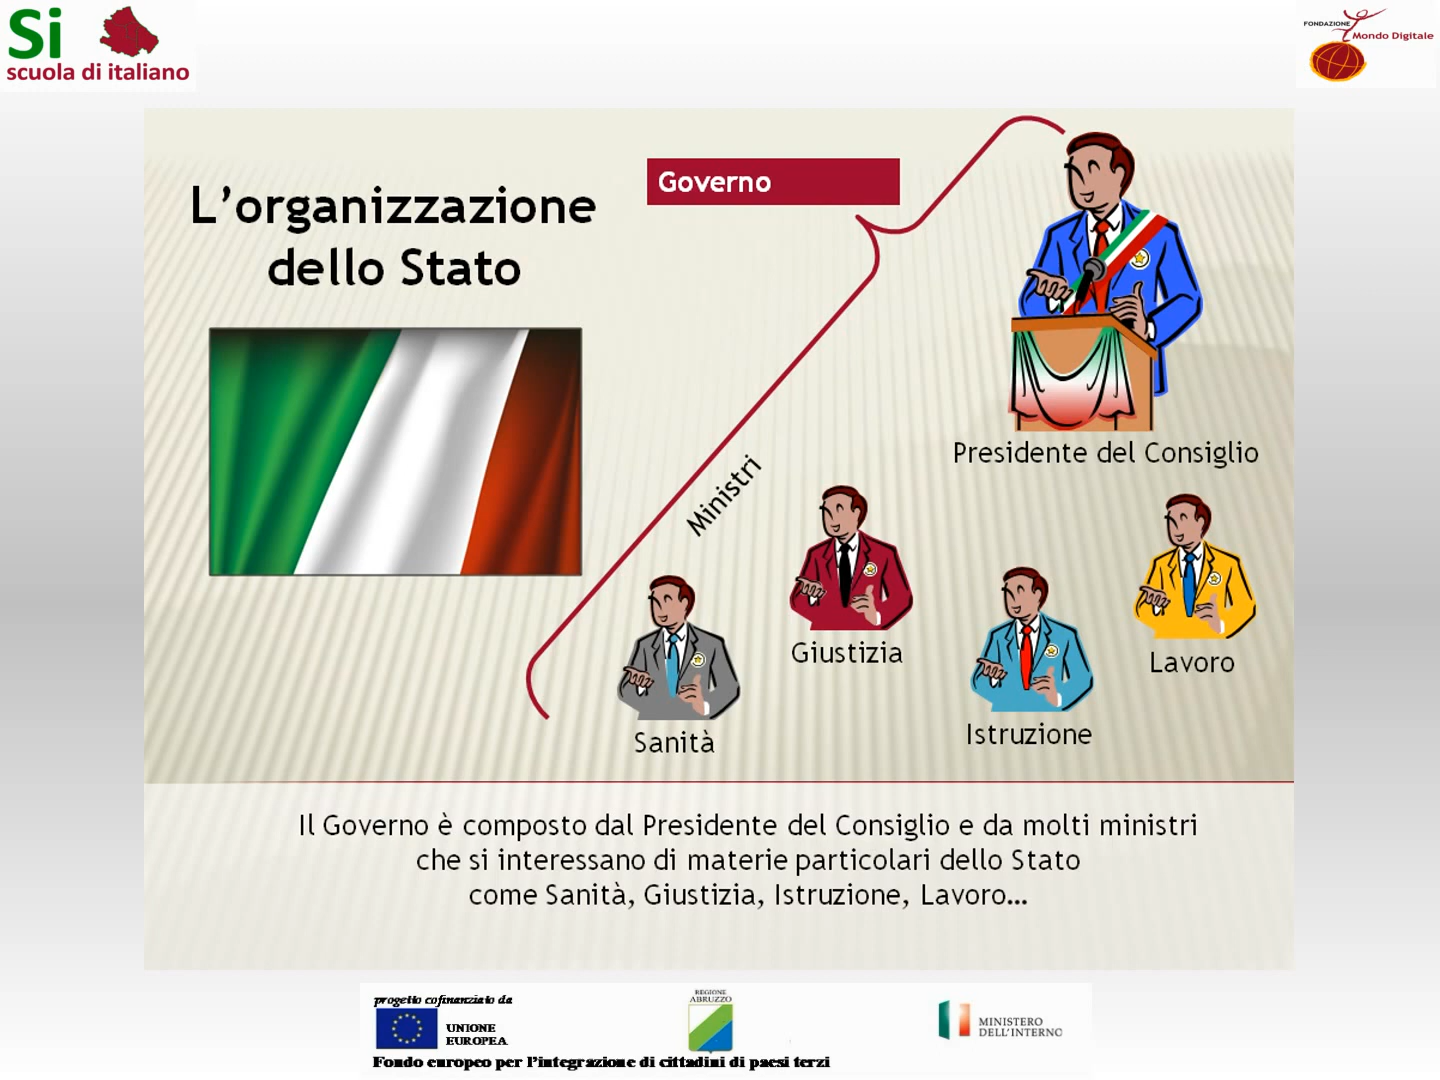 Si
scuola di italiano
FONDAZIONE
Mondo Digitale
L'organizzazione
dello Stato
Governo
Presidente del Consiglio
Ministri
Giustizia
Lavoro
Sanità
Istruzione
Il Governo è composto dal Presidente del Consiglio e da molti ministri
che si interessano di materie particolari dello Stato
come Sanità, Giustizia, Istruzione, Lavoro…
progetto cofinanziato da
UNIONE
EUROPEA
REGIONE
ABRUZZO
MINISTERO
DELL'INTERNO
Fondo europeo per l'integrazione di cittadini di paesi terzi